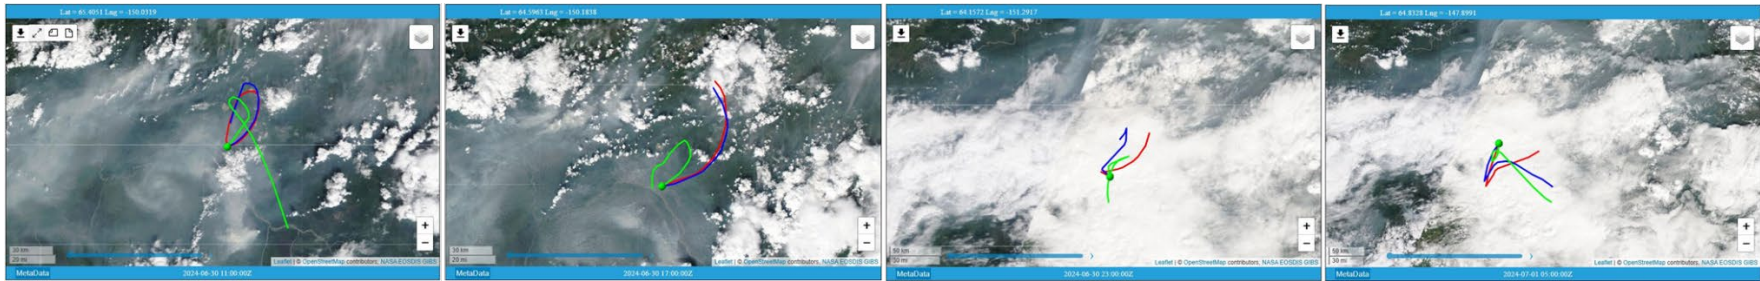 Lat = 65.4051 Lng = -150.0319
+
−
30 km
20 mi
Leaflet | © OpenStreetMap contributors, NASA EOSDIS GIBS
MetaData
2024-06-30 11:00:00Z
Lat = 64.5963 Lng = -150.1838
+
−
30 km
20 mi
Leaflet | © OpenStreetMap contributors, NASA EOSDIS GIBS
MetaData
2024-06-30 17:00:00Z
Lat = 64.1572 Lng = -151.2917
+
−
50 km
Leaflet | © OpenStreetMap contributors, NASA EOSDIS GIBS
MetaData
2024-06-30 23:00:00Z
Lat = 64.8328 Lng = -147.8991
+
−
50 km
30 mi
Leaflet | © OpenStreetMap contributors, NASA EOSDIS GIBS
MetaData
2024-07-01 05:00:00Z